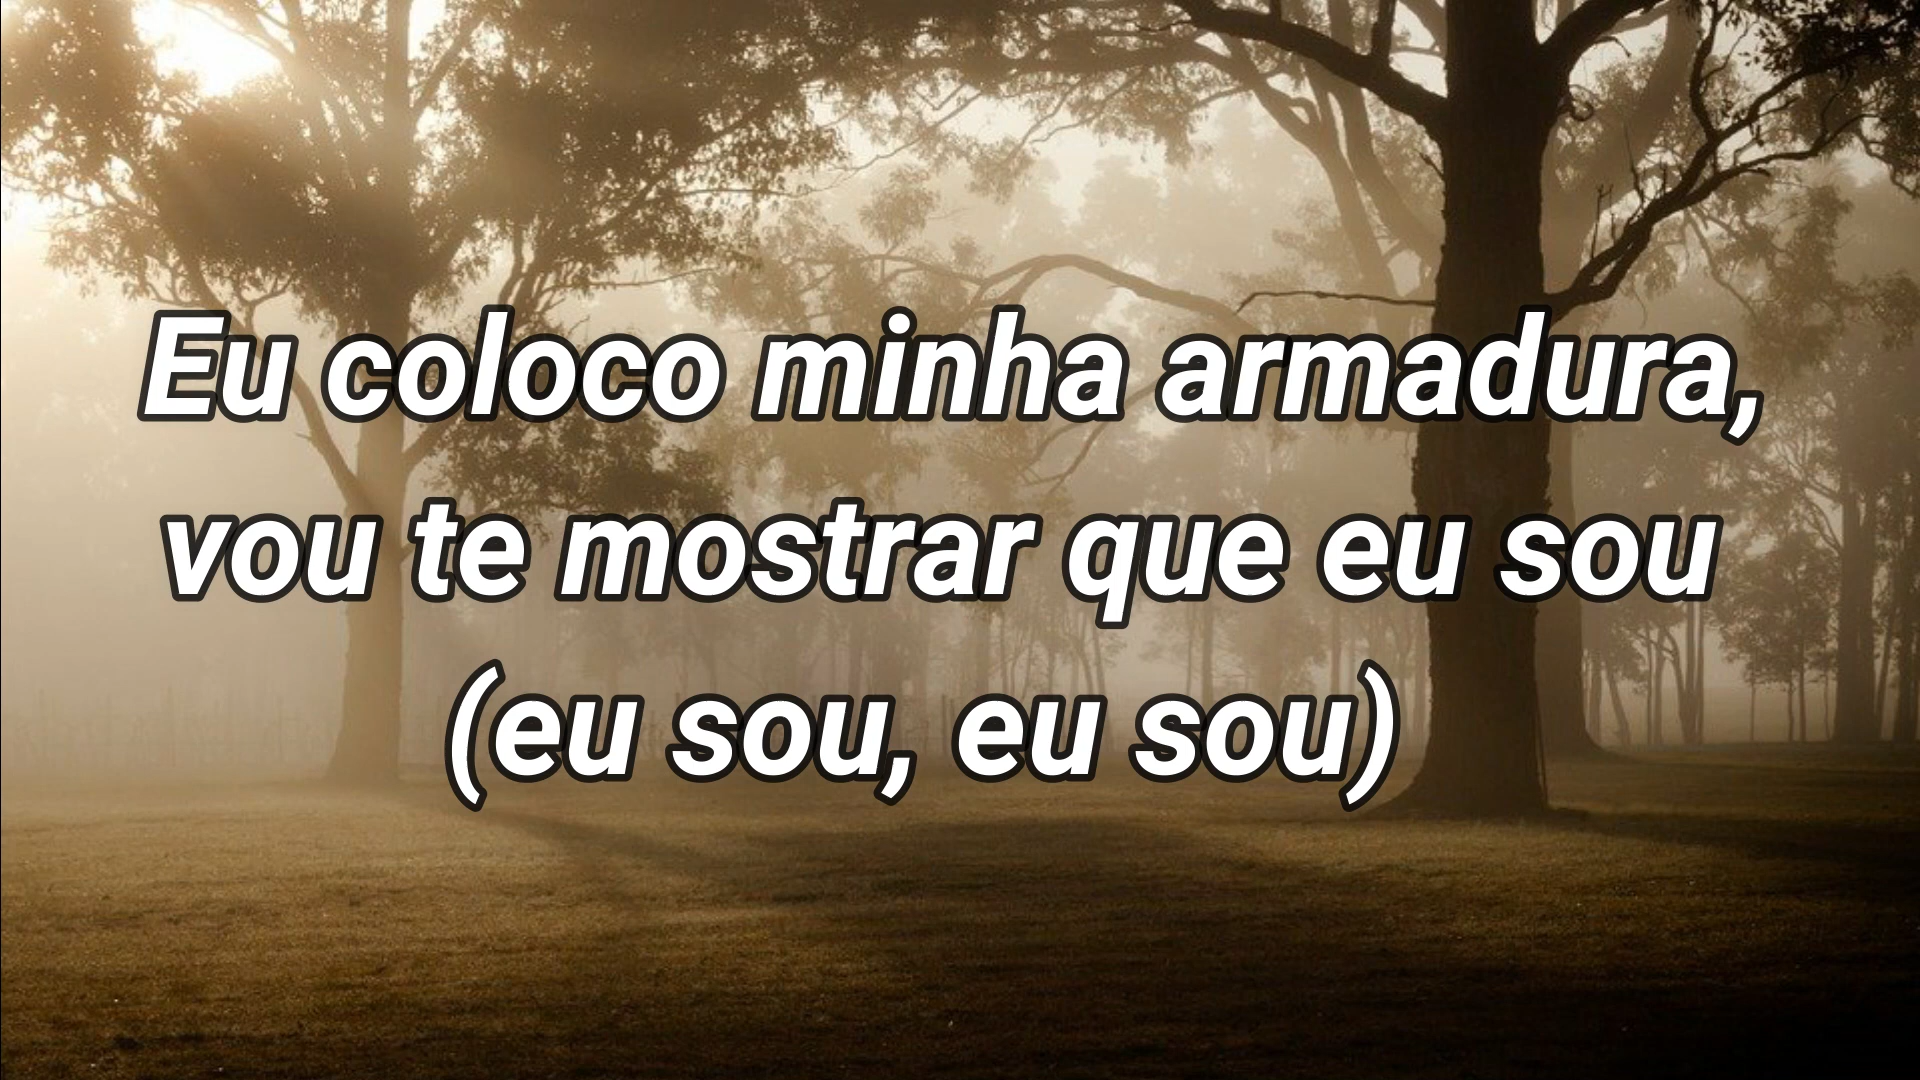 Eu coloco minha armadura,
vou te mostrar que eu sou
(eu sou, eu sou)